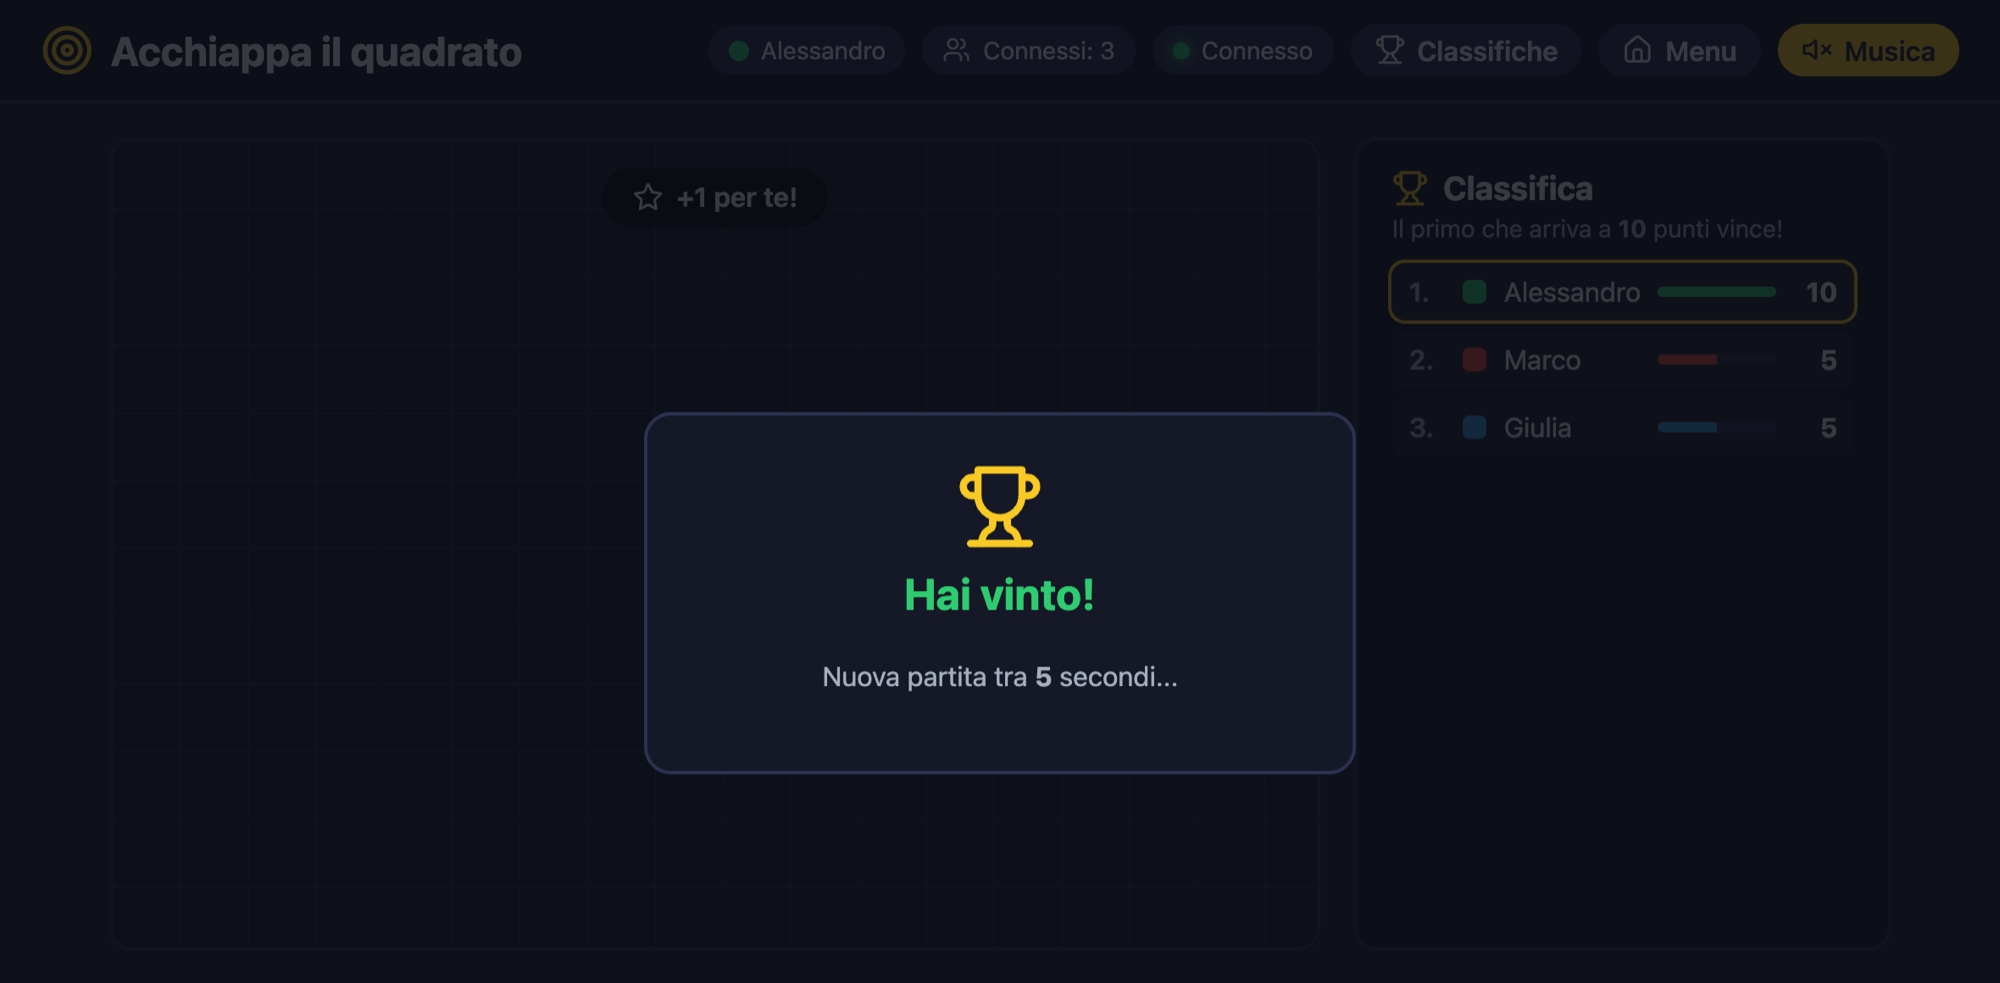 Acchiappa il quadrato
Alessandro
Connessi: 3
Connesso
Classifiche
Menu
Musica
+1 per te!
Classifica
Il primo che arriva a 10 punti vince!
1. Alessandro 10
2. Marco 5
3. Giulia 5
Hai vinto!
Nuova partita tra 5 secondi...